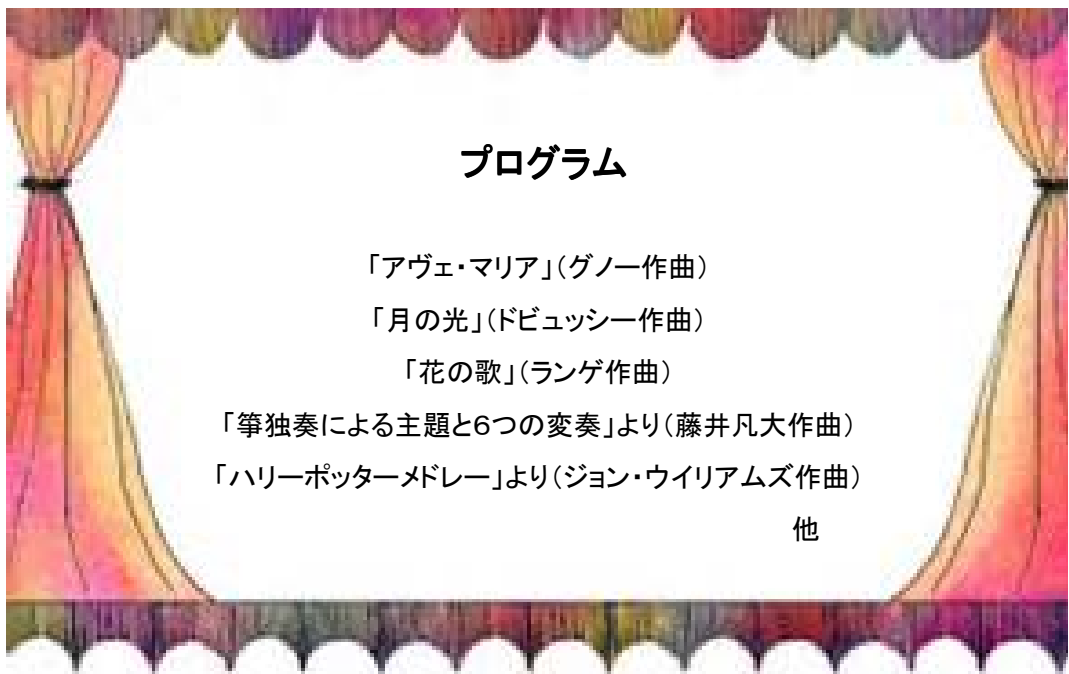 プログラム
「アヴェ・マリア」（グノー作曲）
「月の光」（ドビュッシー作曲）
「花の歌」（ランゲ作曲）
「箏独奏による主題と６つの変奏」より（藤井凡大作曲）
「ハリーポッターメドレー」より（ジョン・ウイリアムズ作曲）
他